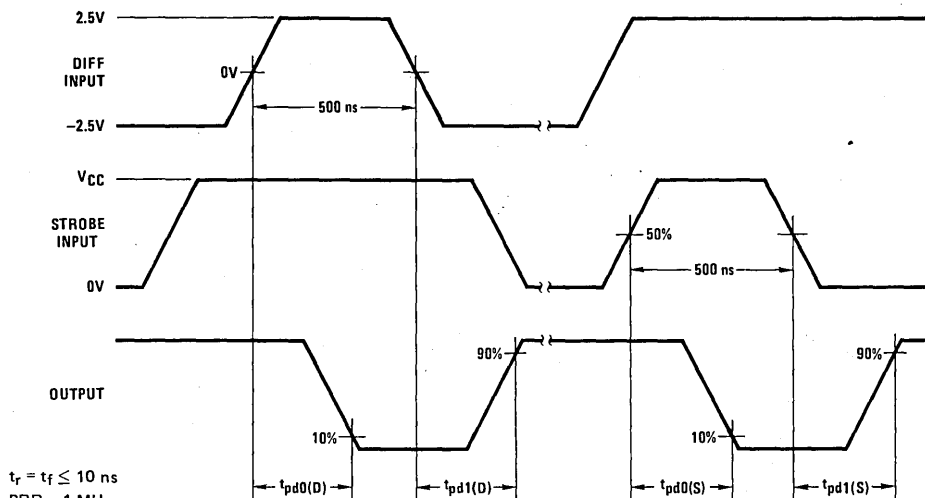 2.5V
DIFF
INPUT
0V
500 ns
−2.5V
VCC
STROBE
INPUT
50%
500 ns
0V
90%
90%
OUTPUT
10%
10%
tr = tf ≤ 10 ns
tpd0(D)
tpd1(D)
tpd0(S)
tpd1(S)